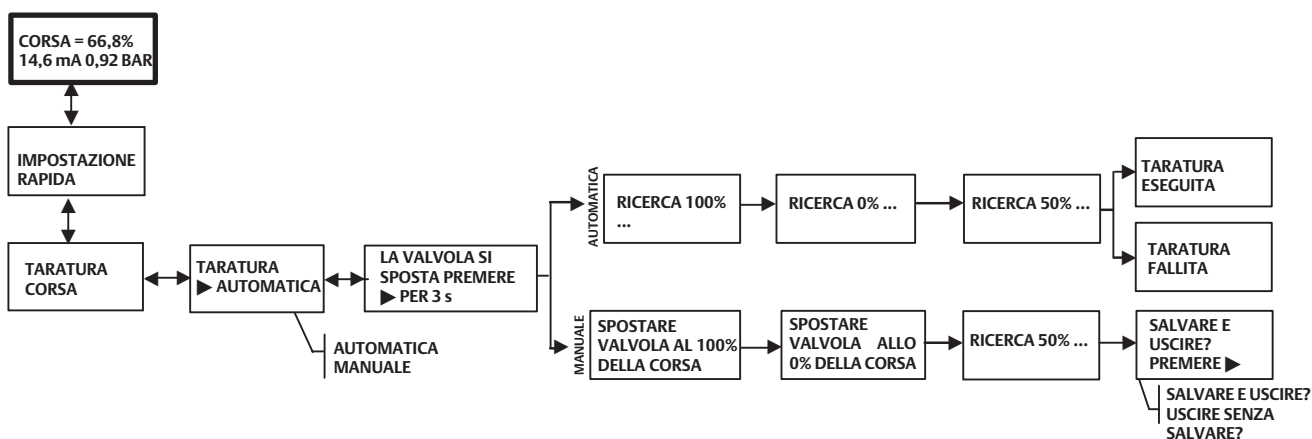 CORSA = 66,8%
14,6 mA 0,92 BAR
IMPOSTAZIONE
RAPIDA
TARATURA
CORSA
TARATURA
▶ AUTOMATICA
AUTOMATICA
MANUALE
LA VALVOLA SI
SPOSTA PREMERE
▶ PER 3 s
AUTOMATICA
RICERCA 100%
...
RICERCA 0% ...
RICERCA 50% ...
TARATURA
ESEGUITA
TARATURA
FALLITA
MANUALE
SPOSTARE
VALVOLA AL 100%
DELLA CORSA
SPOSTARE
VALVOLA ALLO
0% DELLA CORSA
RICERCA 50% ...
SALVARE E
USCIRE?
PREMERE ▶
SALVARE E USCIRE?
USCIRE SENZA
SALVARE?